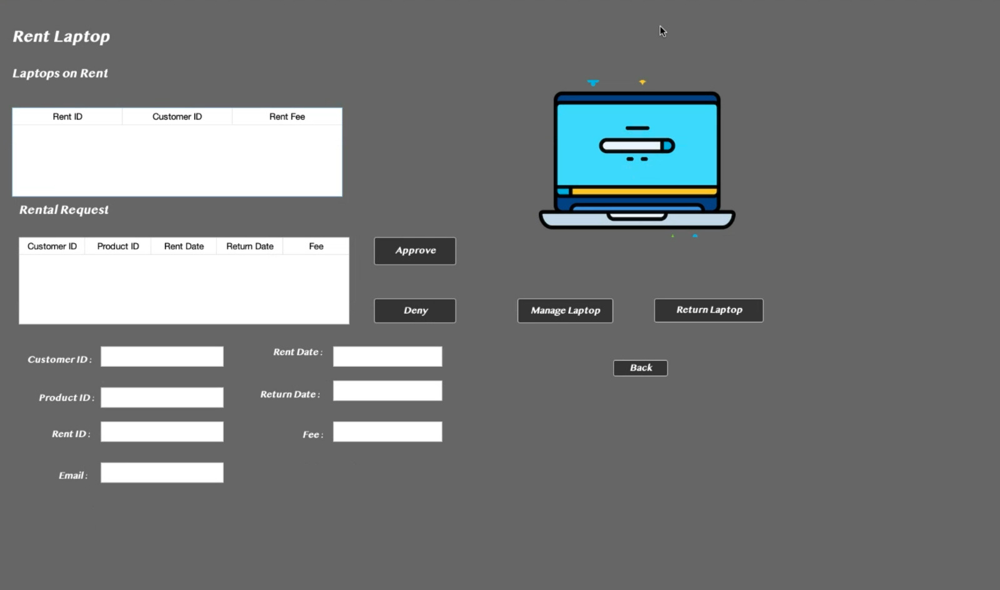 Rent Laptop
Laptops on Rent
Rent ID Customer ID Rent Fee
Rental Request
Customer ID Product ID Rent Date Return Date Fee
Approve
Deny
Manage Laptop
Return Laptop
Customer ID :
Rent Date :
Back
Product ID :
Return Date :
Rent ID :
Fee :
Email :